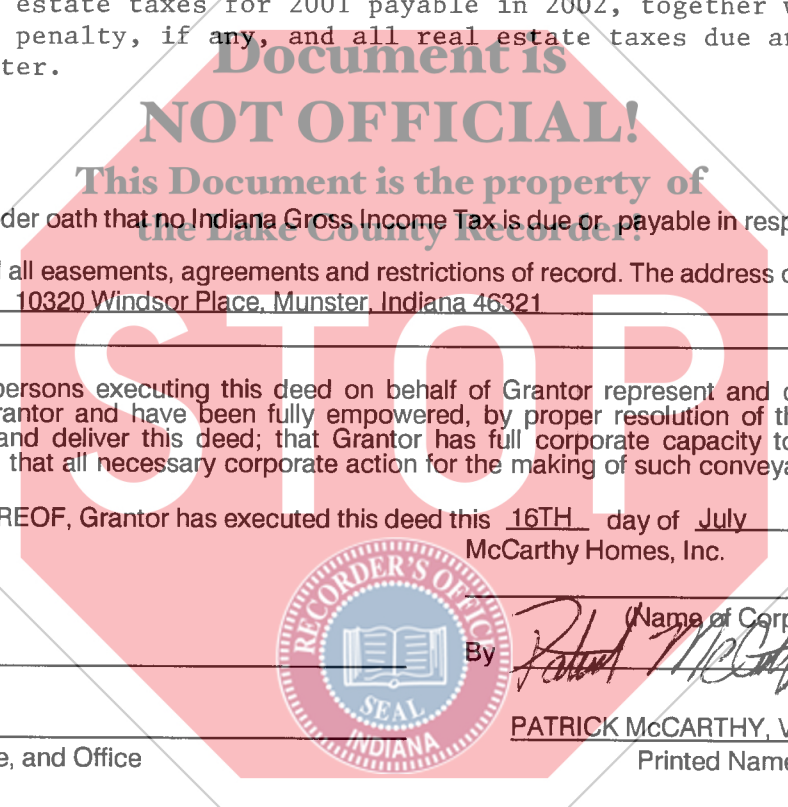 estate taxes for 2001 payable in 2002, together
penalty, if any, and all real estate taxes due
ter.
Document is
NOT OFFICIAL!
This Document is the property of
the Lake County Recorder!
der oath that no Indiana Gross Income Tax is due or payable in
all easements, agreements and restrictions of record. The address
10320 Windsor Place, Munster, Indiana 46321
STOP
persons executing this deed on behalf of Grantor represent and
rantor and have been fully empowered, by proper resolution of
and deliver this deed; that Grantor has full corporate capacity to
that all necessary corporate action for the making of such
REOF, Grantor has executed this deed this 16TH day of July
McCarthy Homes, Inc.
(Name of Corp
By Patrick McCarthy
PATRICK McCARTHY, V
e, and Office
Printed Name
RECORDER'S OFFICE
SEAL
INDIANA